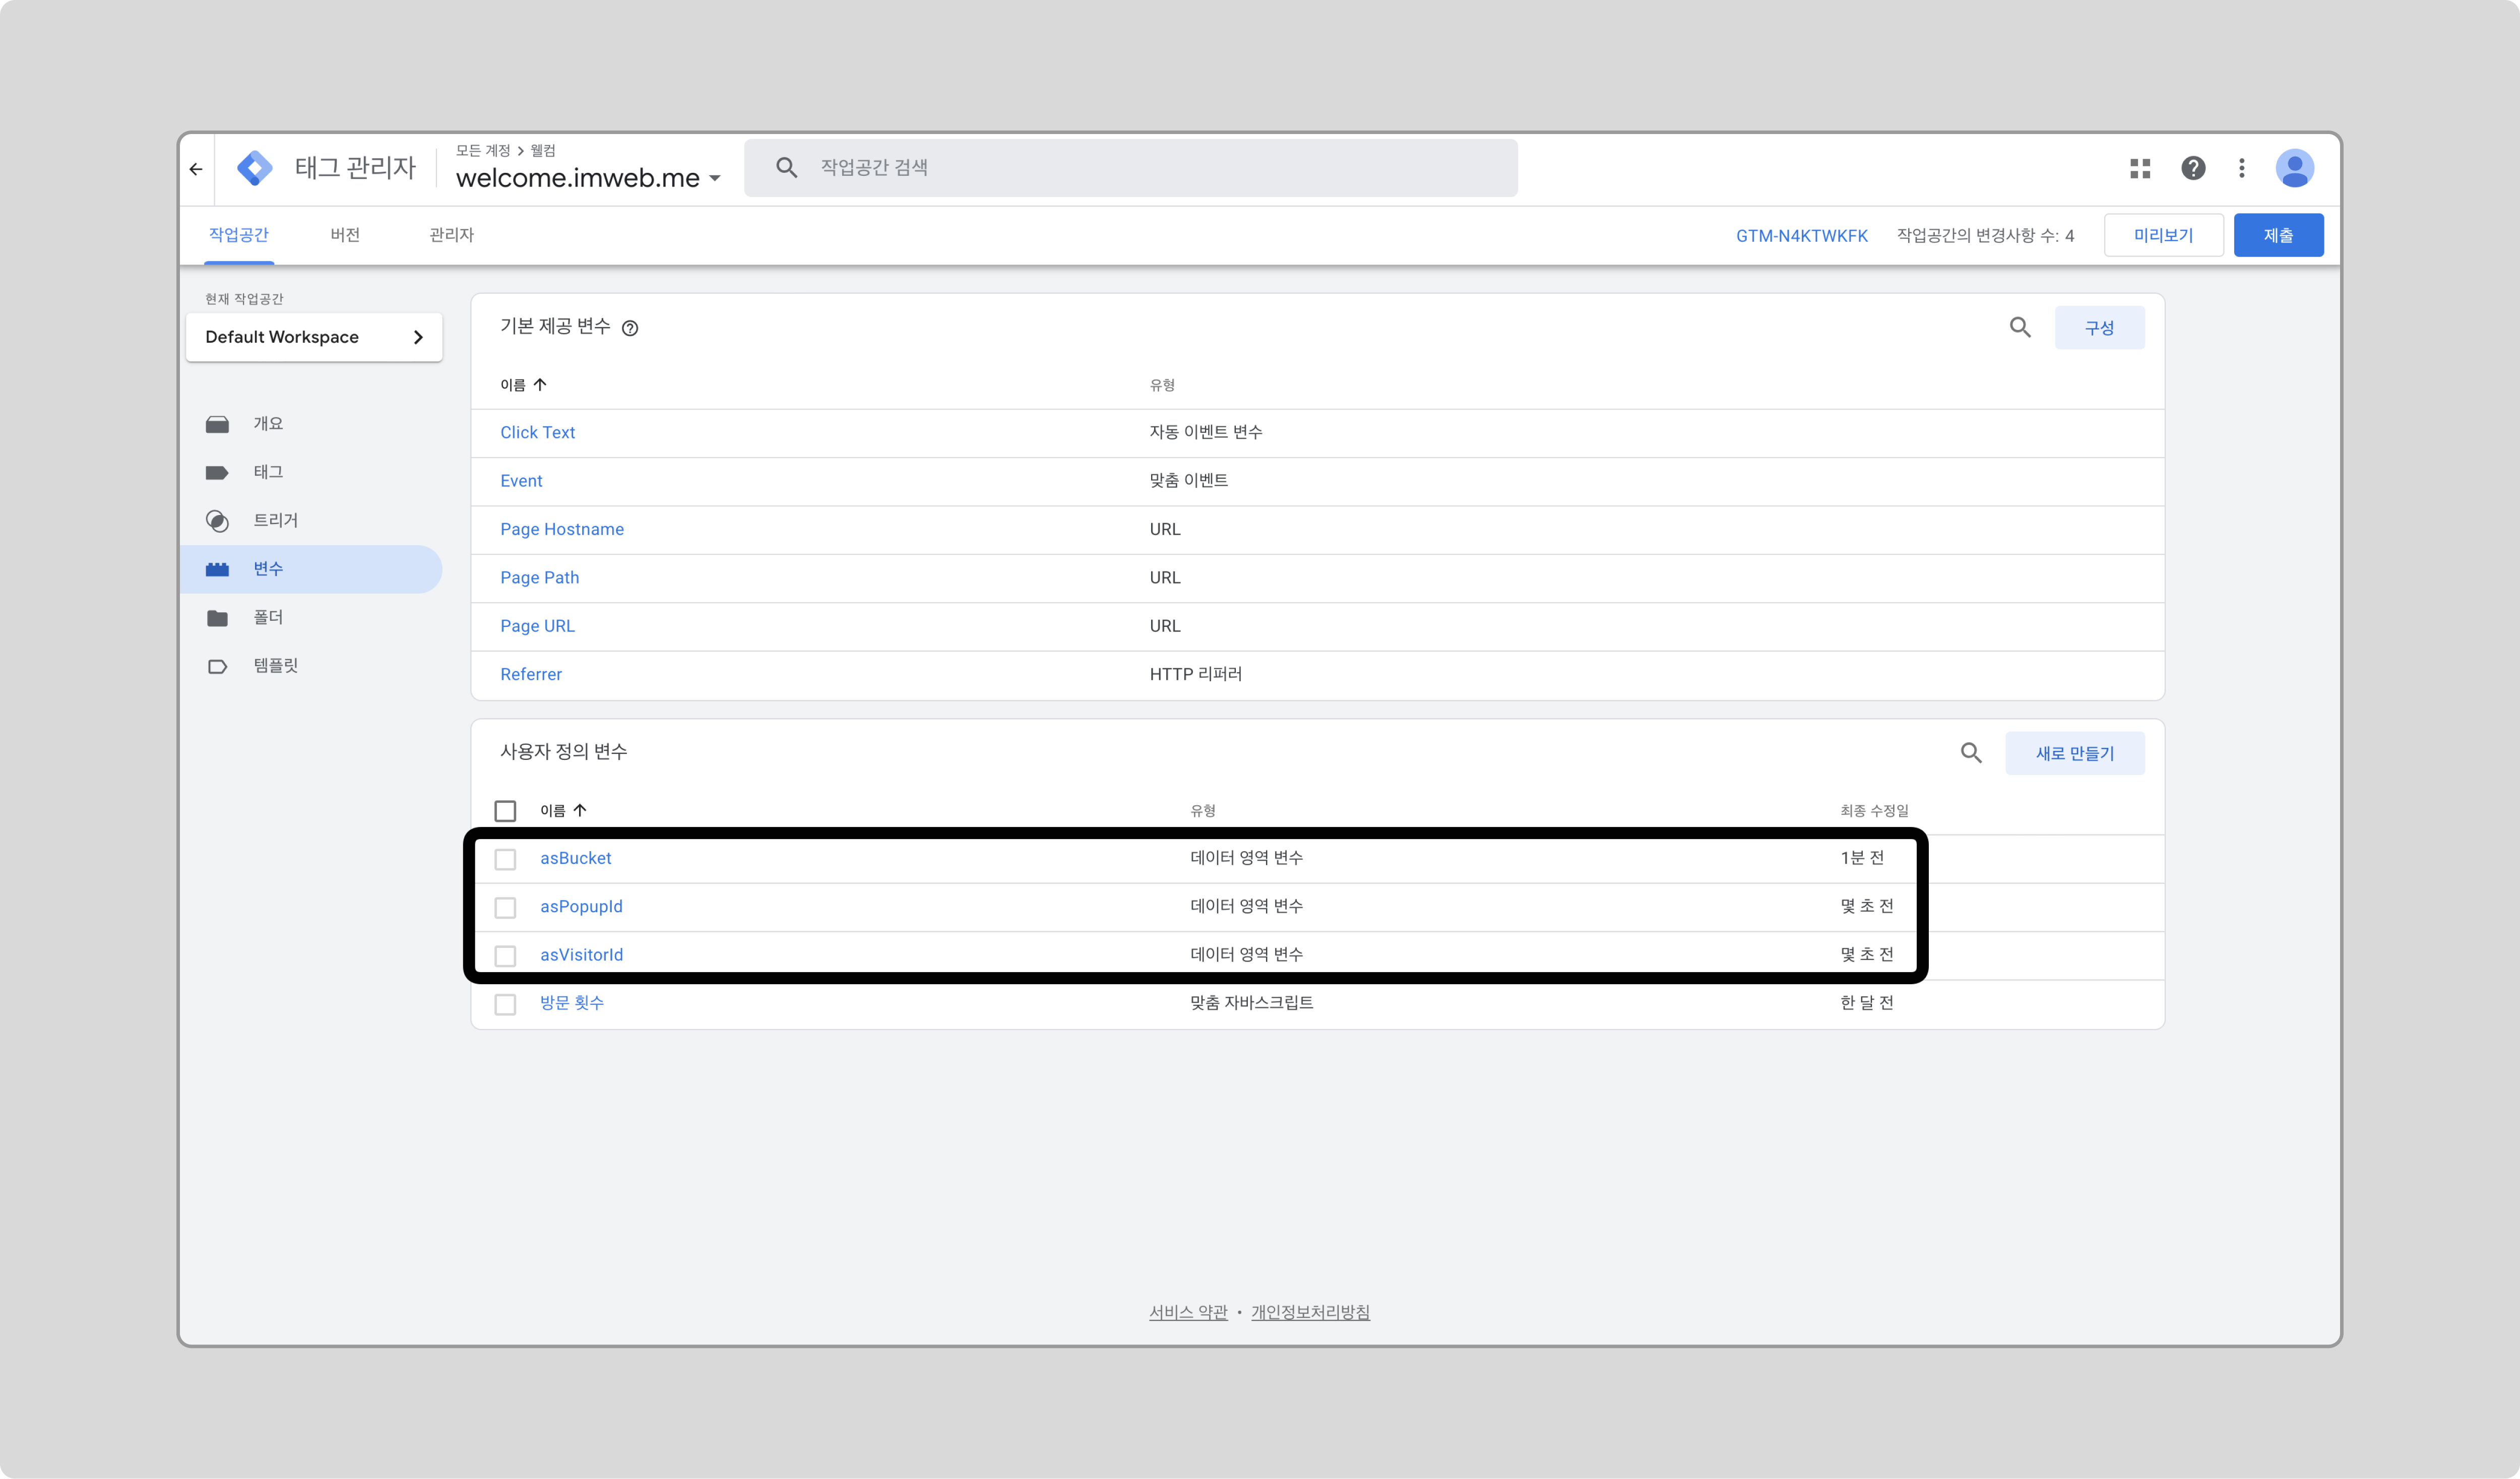 태그 관리자
모든 계정 > 웰컴
welcome.imweb.me
작업공간 검색
작업공간
버전
관리자
GTM-N4KTWKFK
작업공간의 변경사항 수: 4
미리보기
제출
현재 작업공간
Default Workspace
개요
태그
트리거
변수
폴더
템플릿
기본 제공 변수
구성
이름 유형
Click Text 자동 이벤트 변수
Event 맞춤 이벤트
Page Hostname URL
Page Path URL
Page URL URL
Referrer HTTP 리퍼러
사용자 정의 변수
새로 만들기
이름 유형 최종 수정일
asBucket 데이터 영역 변수 1분 전
asPopupId 데이터 영역 변수 몇 초 전
asVisitorId 데이터 영역 변수 몇 초 전
방문 횟수 맞춤 자바스크립트 한 달 전
서비스 약관 • 개인정보처리방침